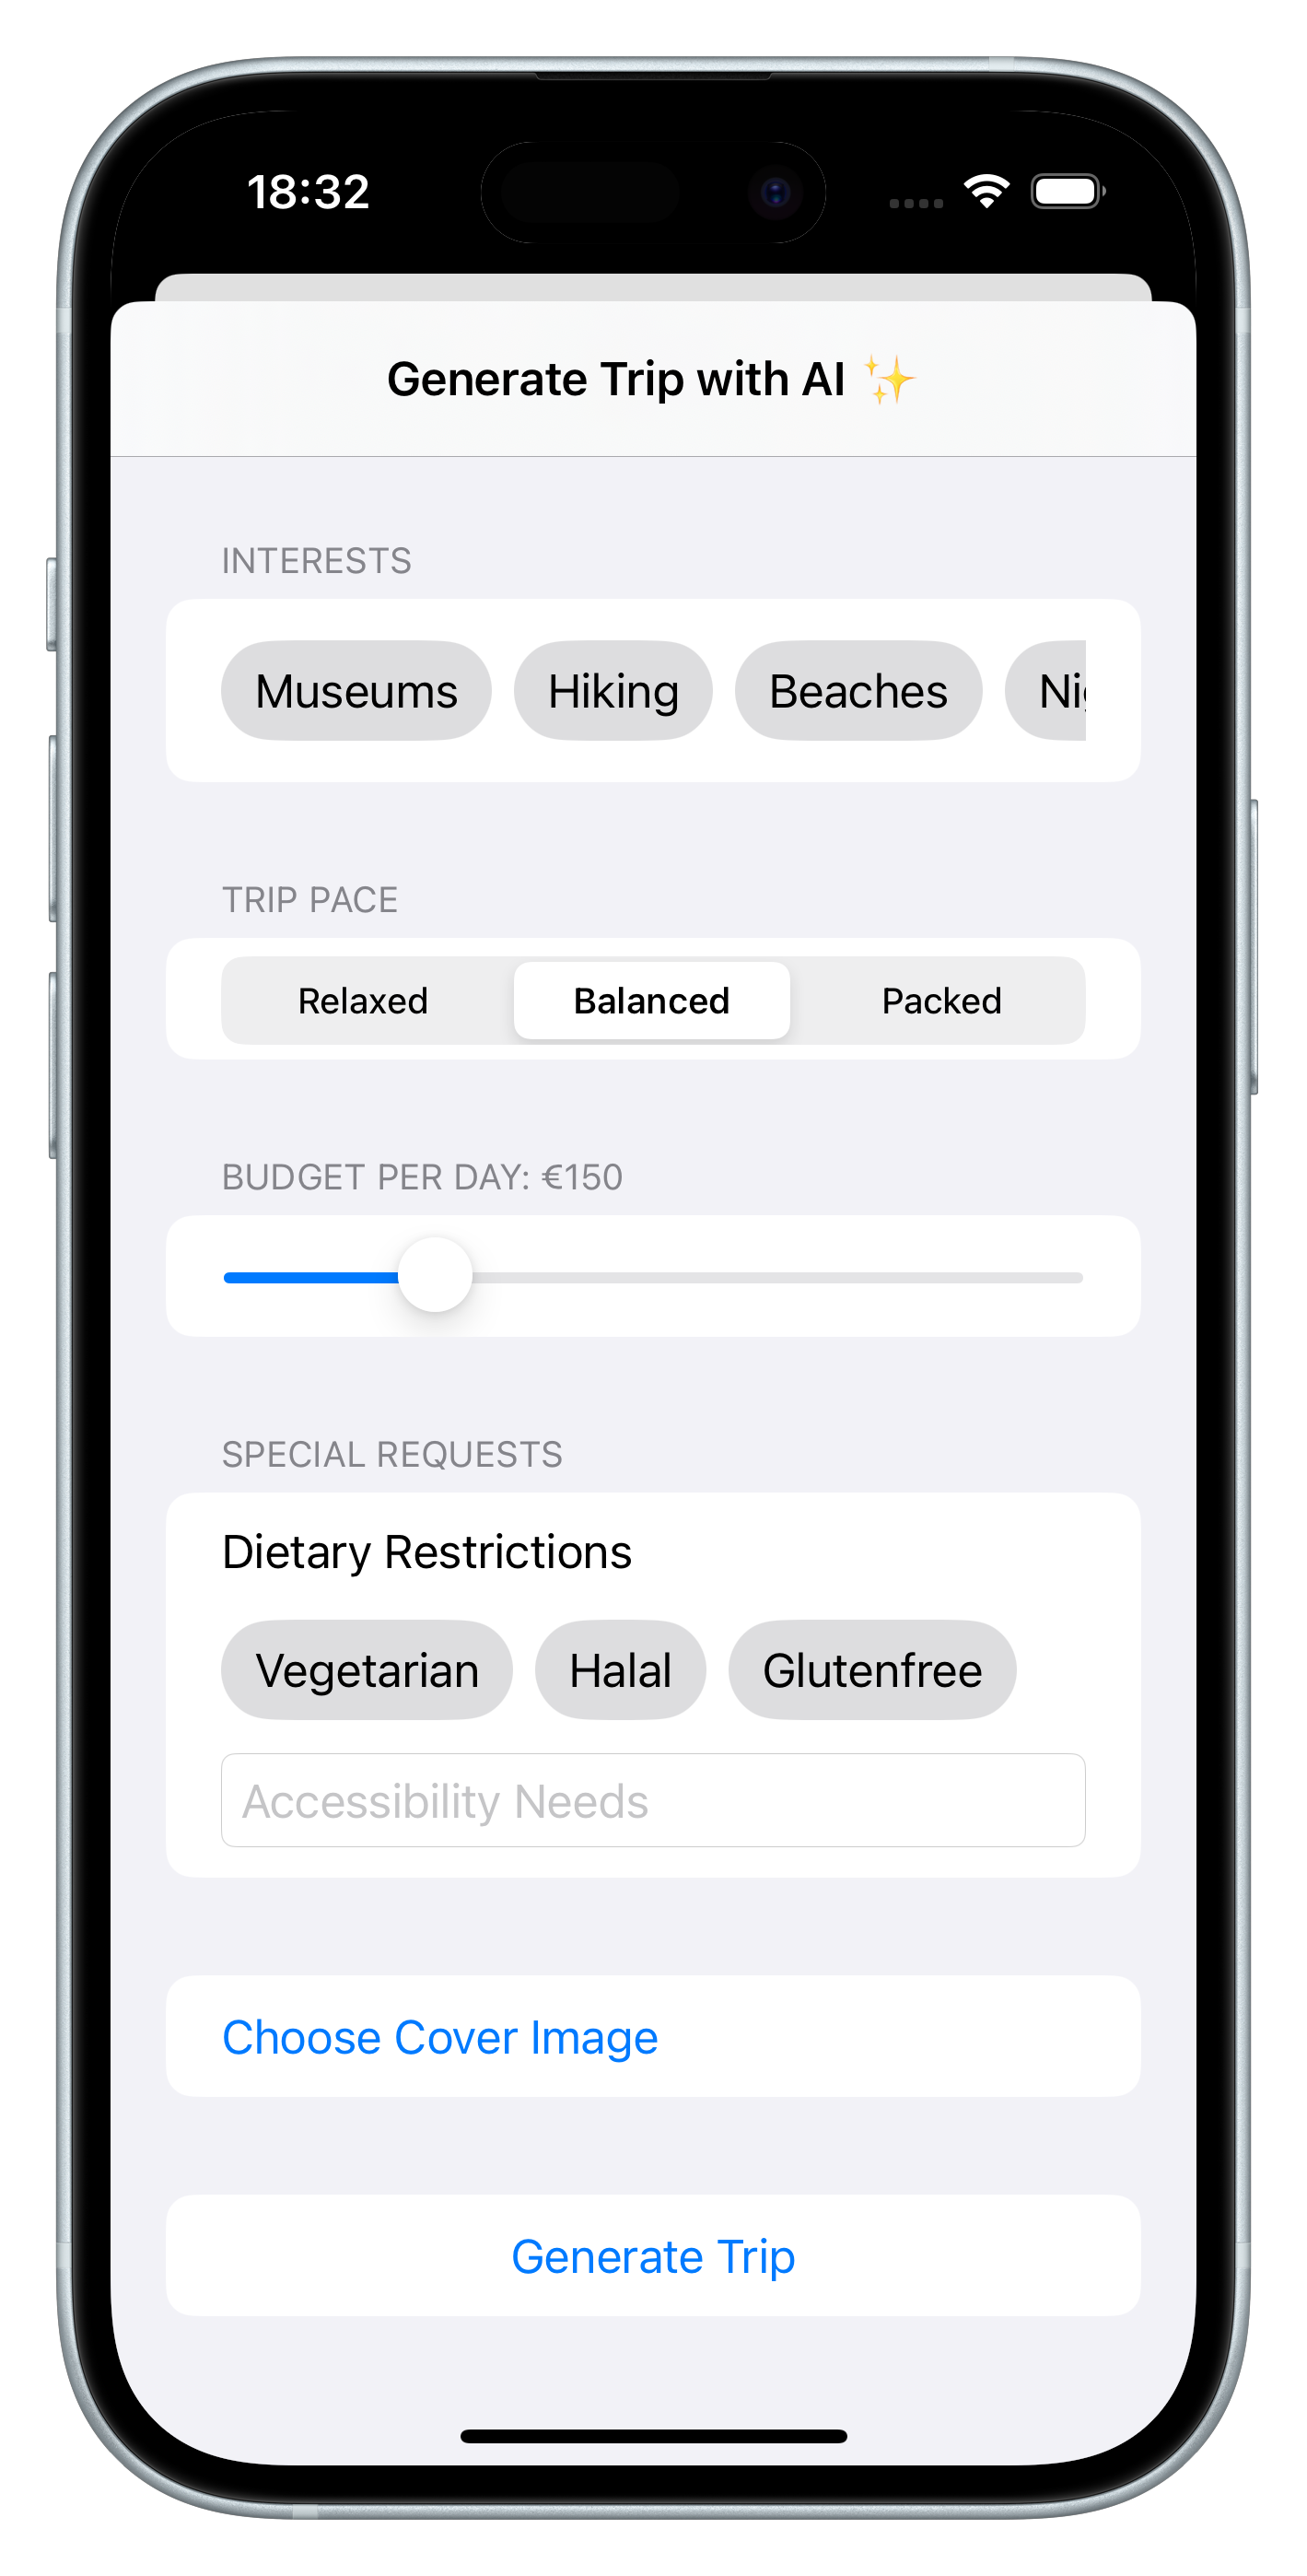 18:32
Generate Trip with AI ✨
INTERESTS
Museums Hiking Beaches
TRIP PACE
Relaxed Balanced Packed
BUDGET PER DAY: €150
SPECIAL REQUESTS
Dietary Restrictions
Vegetarian Halal Glutenfree
Accessibility Needs
Choose Cover Image
Generate Trip